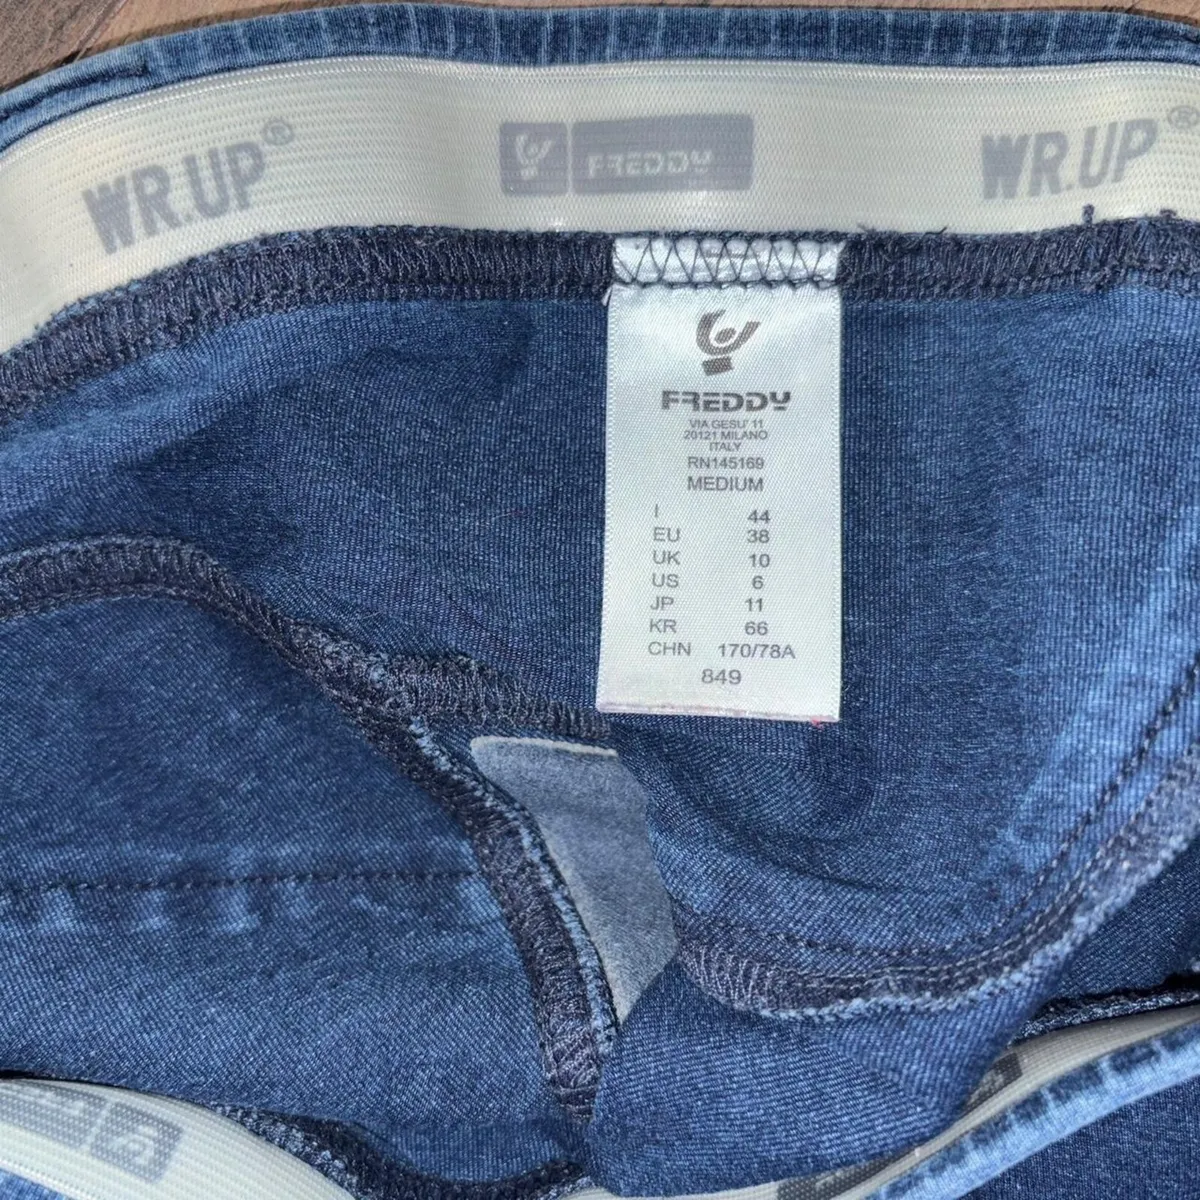 WR.UP®
FREDDY
WR.UP®
FREDDY
VIA GESU' 11
20121 MILANO
ITALY
RN145169
MEDIUM
I 44
EU 38
UK 10
US 6
JP 11
KR 66
CHN 170/78A
849